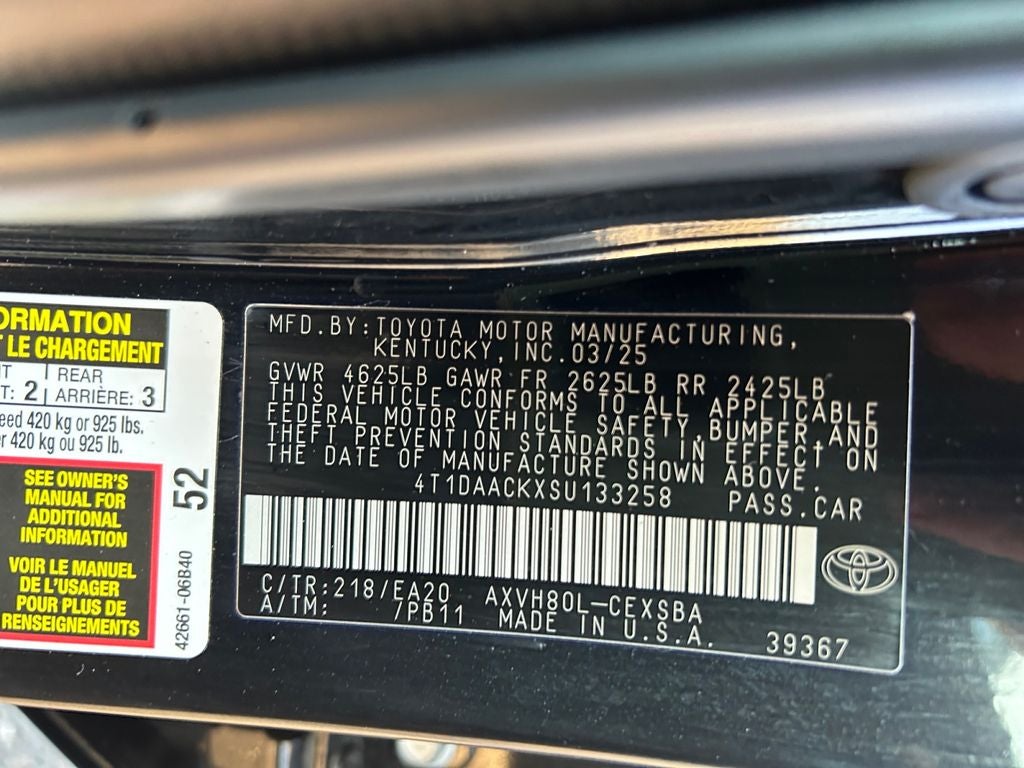 ORMATION
T LE CHARGEMENT
T: 2 | REAR
ARRIÈRE: 3
eed 420 kg or 925 lbs.
r 420 kg ou 925 lb.
SEE OWNER'S
MANUAL FOR
ADDITIONAL
INFORMATION
VOIR LE MANUEL
DE L'USAGER
POUR PLUS DE
RENSEIGNEMENTS
52
42661-06B40
MFD.BY:TOYOTA MOTOR MANUFACTURING,
KENTUCKY,INC.03/25
GVWR 4625LB GAWR FR 2625LB RR 2425LB
THIS VEHICLE CONFORMS TO ALL APPLICABLE
FEDERAL MOTOR VEHICLE SAFETY,BUMPER,AND
THEFT PREVENTION STANDARDS IN EFFECT ON
THE DATE OF MANUFACTURE SHOWN ABOVE.
4T1DAACKXSU133258 PASS.CAR
C/TR:218/EA20 AXVH80L-CEXSBA
A/TM: 7PB11 MADE IN U.S.A. 39367